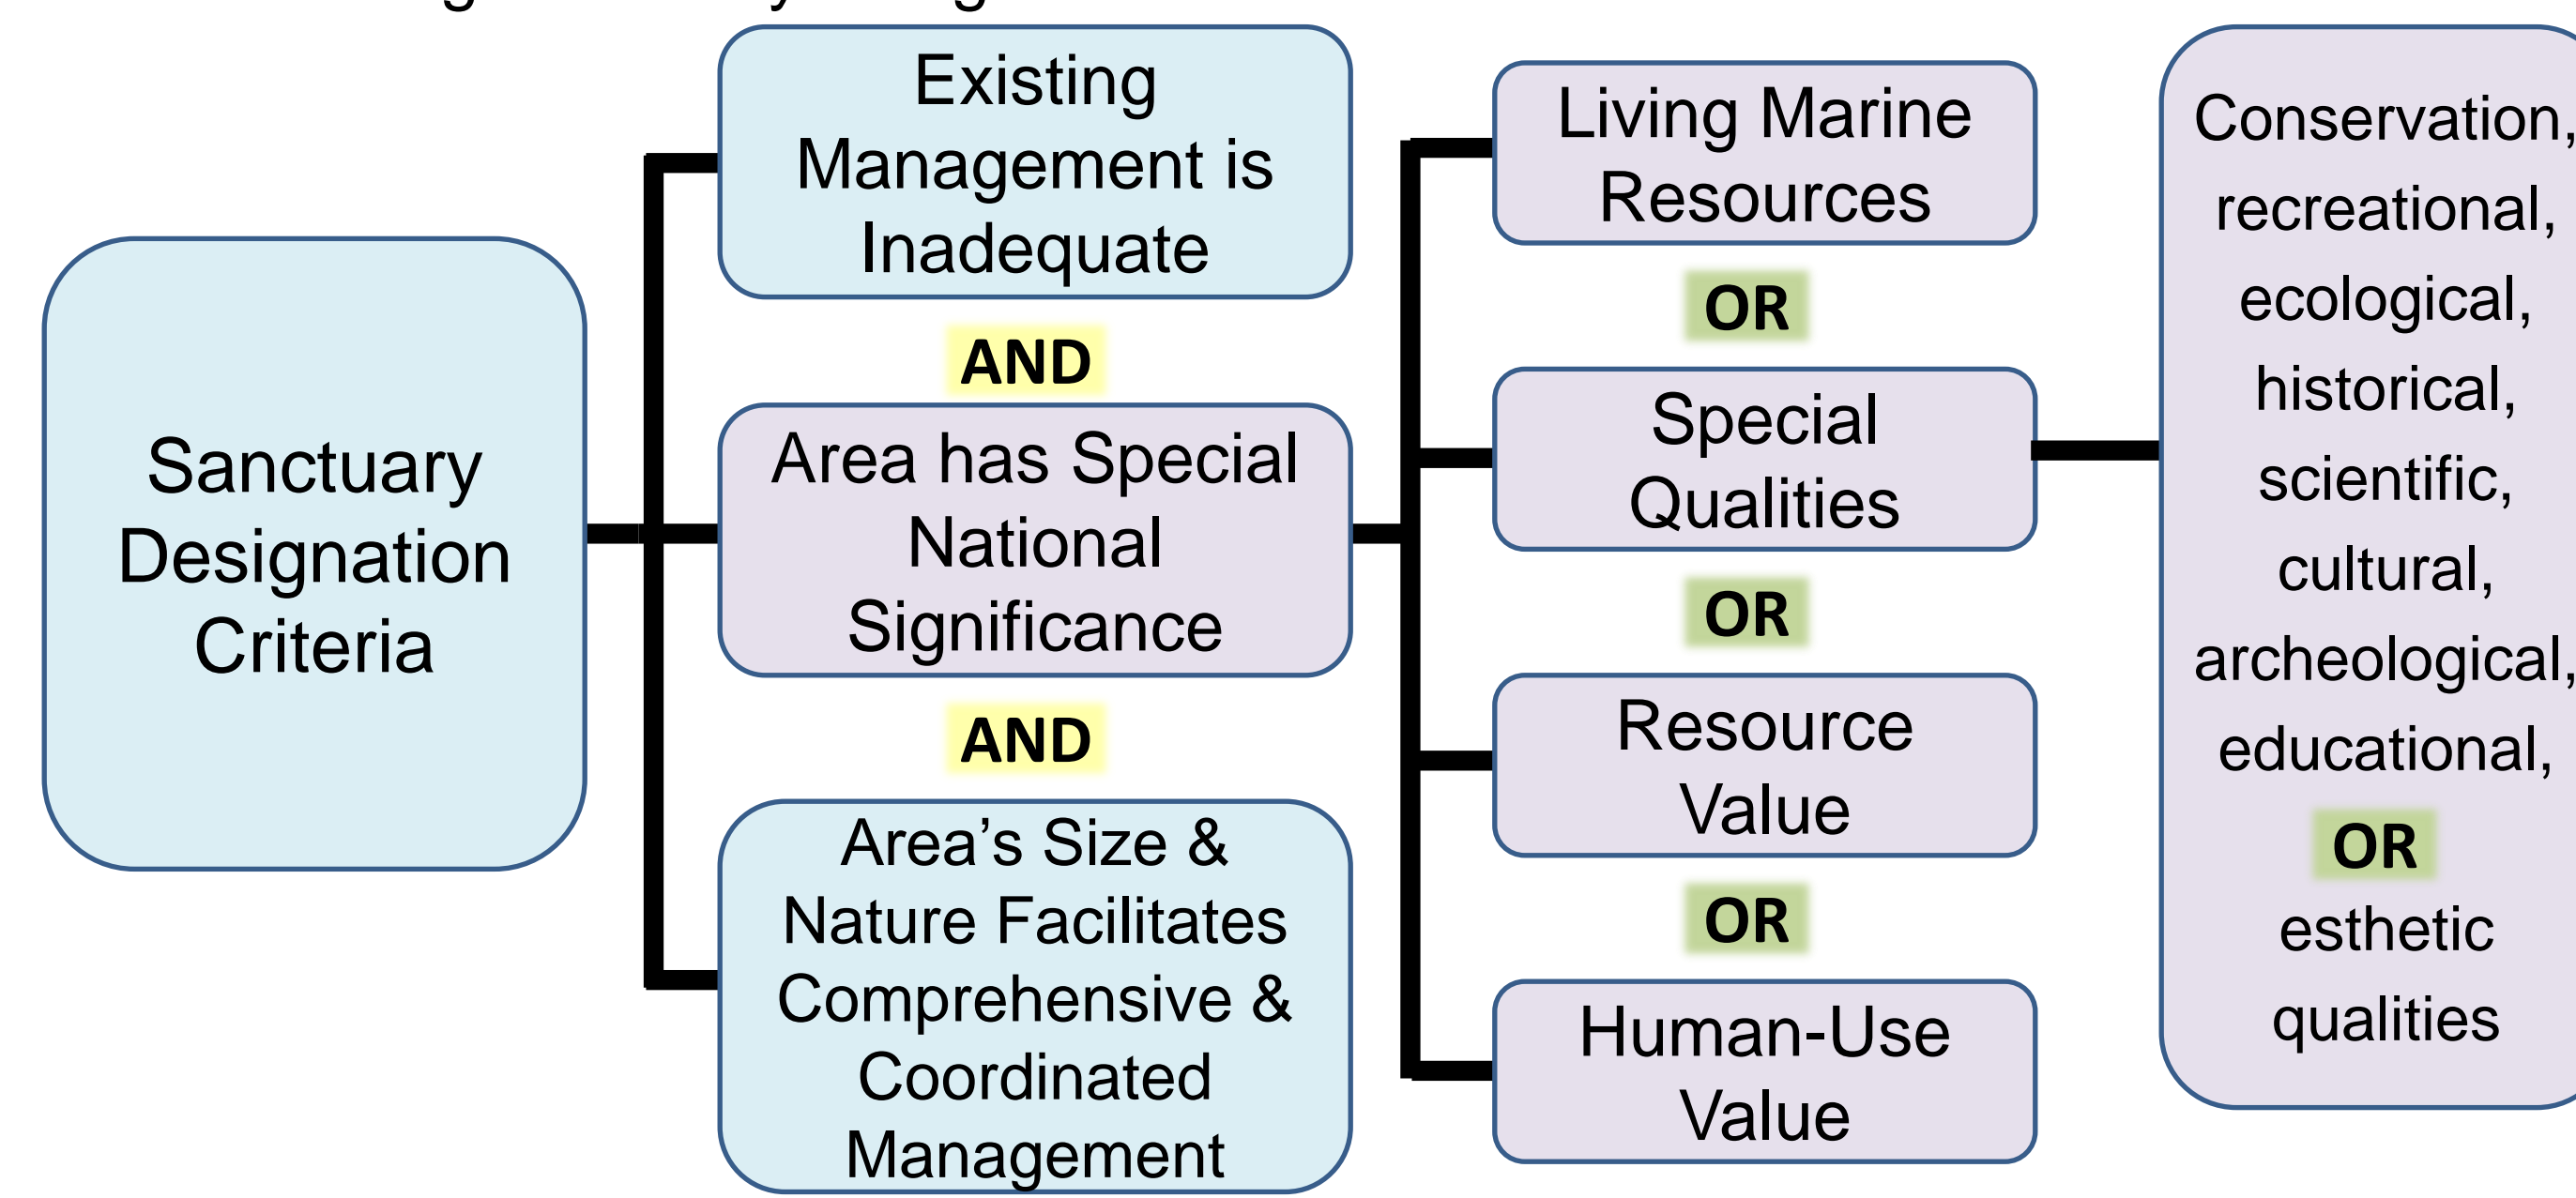 Sanctuary
Designation
Criteria
Existing
Management is
Inadequate
AND
Area has Special
National
Significance
AND
Area’s Size &
Nature Facilitates
Comprehensive &
Coordinated
Management
Living Marine
Resources
OR
Special
Qualities
OR
Resource
Value
OR
Human-Use
Value
Conservation,
recreational,
ecological,
historical,
scientific,
cultural,
archeological,
educational,
OR
esthetic
qualities